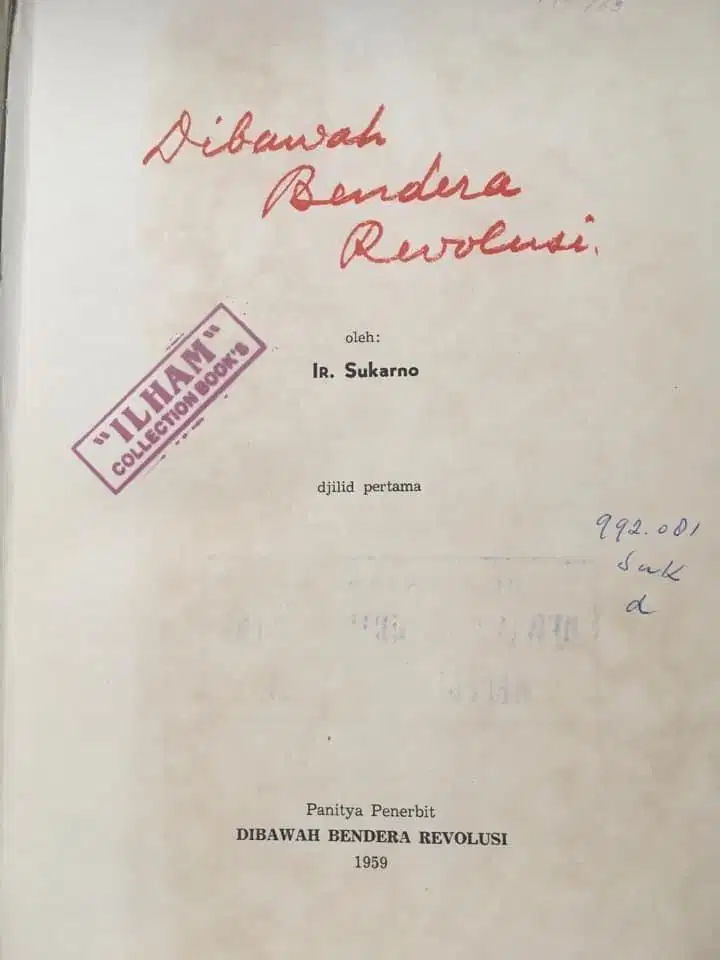 Dibawah
Bendera
Revolusi.
oleh:
IR. Sukarno
"ILHAM"
COLLECTION BOOK'S
djilid pertama
992.081
Suk
d
Panitya Penerbit
DIBAWAH BENDERA REVOLUSI
1959